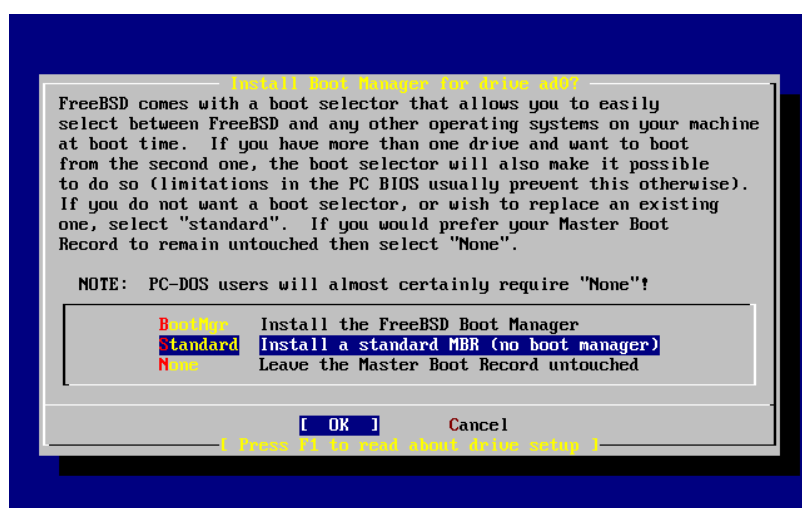 Install Boot Manager for drive ad0?
FreeBSD comes with a boot selector that allows you to easily
select between FreeBSD and any other operating systems on your machine
at boot time.  If you have more than one drive and want to boot
from the second one, the boot selector will also make it possible
to do so (limitations in the PC BIOS usually prevent this otherwise).
If you do not want a boot selector, or wish to replace an existing
one, select "standard".  If you would prefer your Master Boot
Record to remain untouched then select "None".
NOTE:  PC-DOS users will almost certainly require "None"!
BootMgr   Install the FreeBSD Boot Manager
Standard  Install a standard MBR (no boot manager)
None      Leave the Master Boot Record untouched
[  OK  ]     Cancel
[ Press F1 to read about drive setup ]